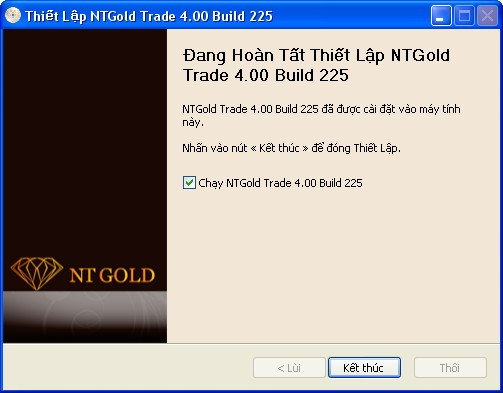 Thiết Lập NTGold Trade 4.00 Build 225
Đang Hoàn Tất Thiết Lập NTGold
Trade 4.00 Build 225
NTGold Trade 4.00 Build 225 đã được cài đặt vào máy tính
này.
Nhấn vào nút « Kết thúc » để đóng Thiết Lập.
Chạy NTGold Trade 4.00 Build 225
NT GOLD
< Lùi
Kết thúc
Thôi